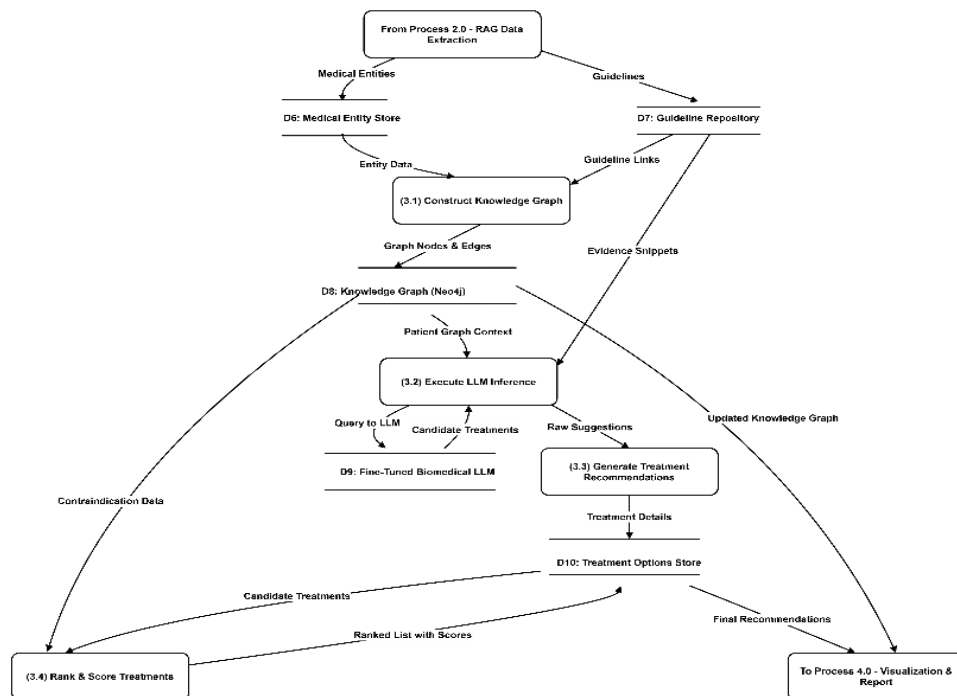 From Process 2.0 - RAG Data
Extraction
Medical Entities
Guidelines
D6: Medical Entity Store
D7: Guideline Repository
Entity Data
Guideline Links
(3.1) Construct Knowledge Graph
Graph Nodes & Edges
Evidence Snippets
D8: Knowledge Graph (Neo4j)
Patient Graph Context
(3.2) Execute LLM Inference
Updated Knowledge Graph
Query to LLM
Candidate Treatments
Raw Suggestions
D9: Fine-Tuned Biomedical LLM
(3.3) Generate Treatment
Recommendations
Contraindication Data
Treatment Details
D10: Treatment Options Store
Candidate Treatments
Final Recommendations
Ranked List with Scores
(3.4) Rank & Score Treatments
To Process 4.0 - Visualization &
Report